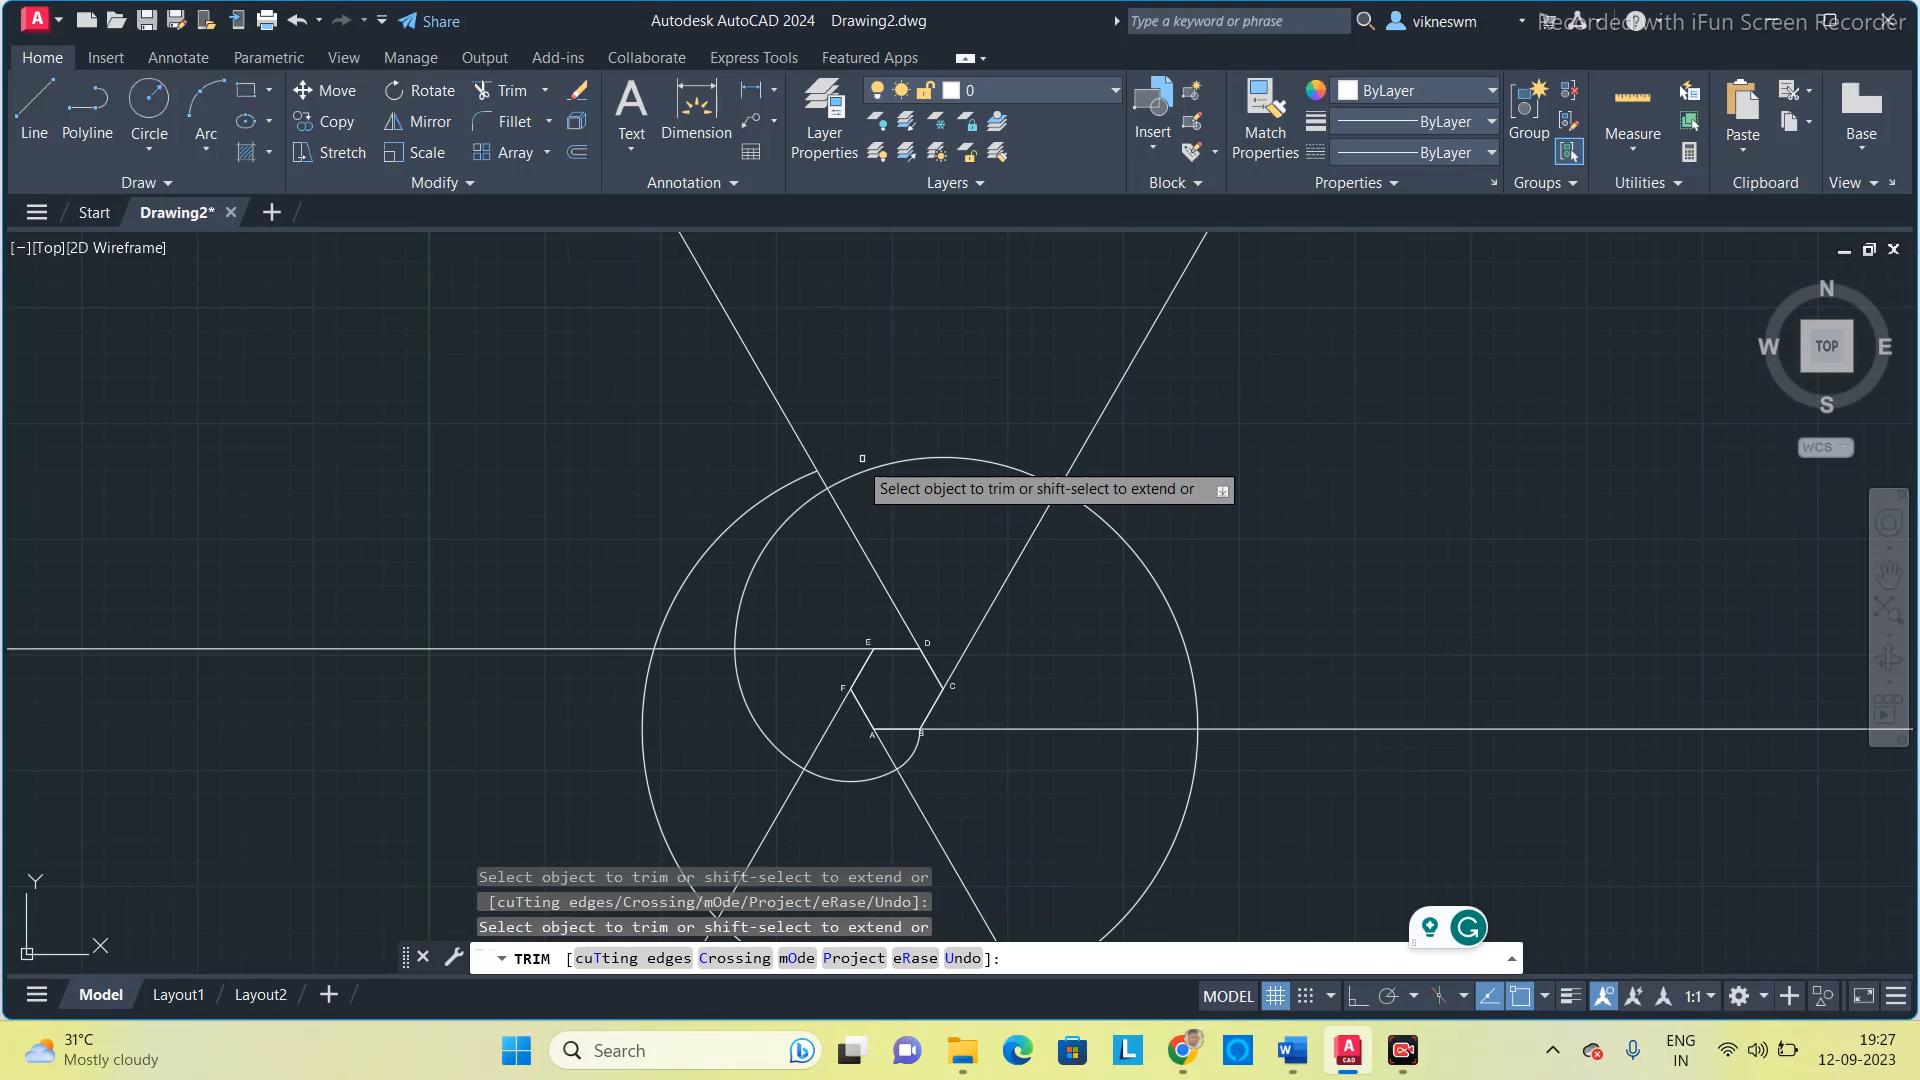 A CAD
Share
Autodesk AutoCAD 2024 Drawing2.dwg
Type a keyword or phrase
vikneswm
Recorded with iFun Screen Recorder
Home Insert Annotate Parametric View Manage Output Add-ins Collaborate Express Tools Featured Apps
Line Polyline Circle Arc
Move Rotate Trim
Copy Mirror Fillet
Stretch Scale Array
Text Dimension
Layer Properties
0
Insert
Match Properties
ByLayer
ByLayer
ByLayer
Group
Measure
Paste
Base
Draw Modify Annotation Layers Block Properties Groups Utilities Clipboard View
Start Drawing2*
[−][Top][2D Wireframe]
N
W TOP E
S
WCS
Select object to trim or shift-select to extend or
E D
F C
A B
Select object to trim or shift-select to extend or
[cuTting edges/Crossing/mOde/Project/eRase/Undo]:
Select object to trim or shift-select to extend or
TRIM [cuTting edges Crossing mOde Project eRase Undo]:
Y
X
Model Layout1 Layout2
MODEL 1:1
31°C
Mostly cloudy
Search
ENG
IN
19:27
12-09-2023